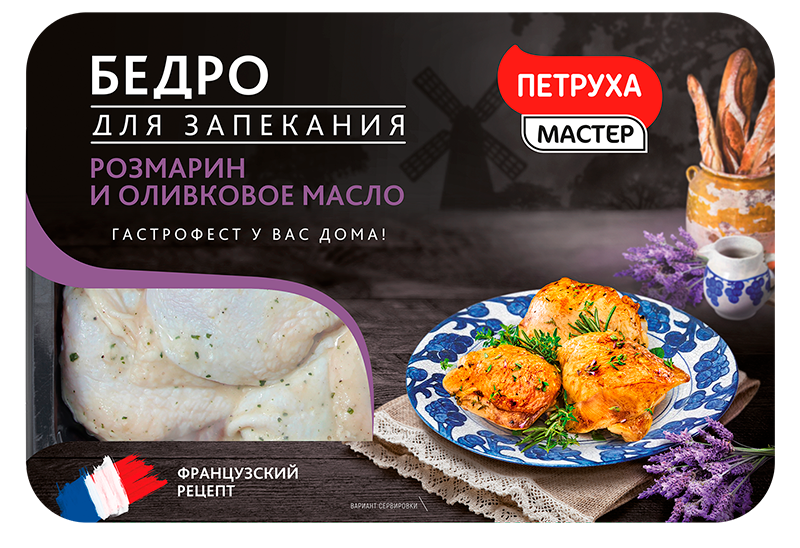 БЕДРО
ДЛЯ ЗАПЕКАНИЯ
РОЗМАРИН
И ОЛИВКОВОЕ МАСЛО
ГАСТРОФЕСТ У ВАС ДОМА!
ПЕТРУХА
МАСТЕР
ФРАНЦУЗСКИЙ
РЕЦЕПТ
ВАРИАНТ СЕРВИРОВКИ